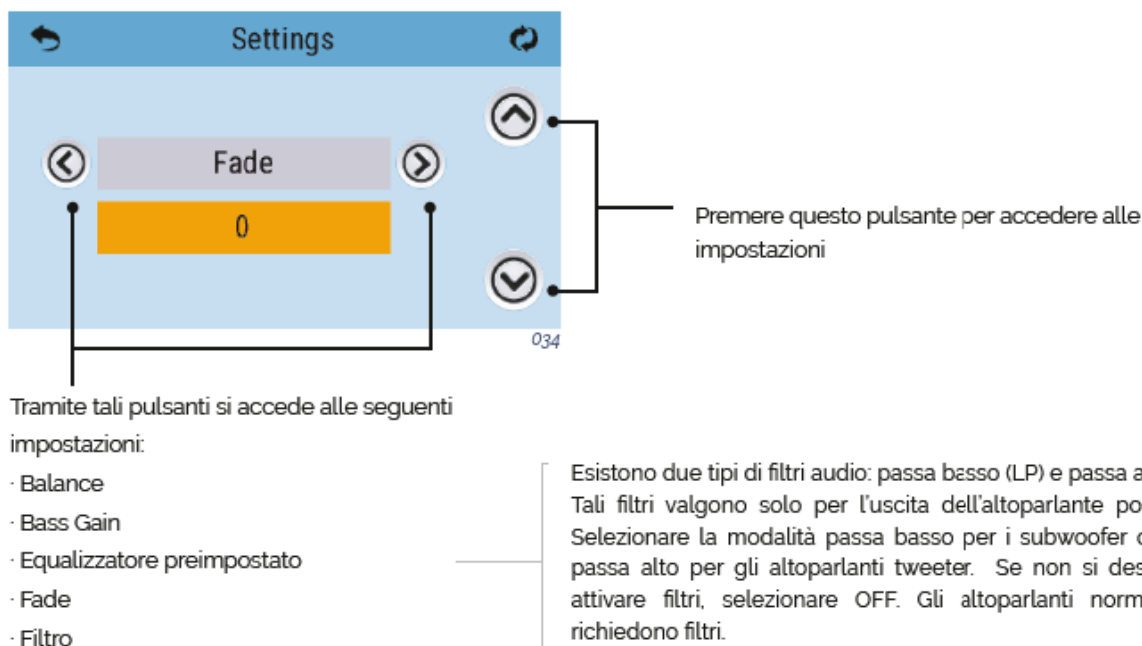 Settings
Fade
0
034
Premere questo pulsante per accedere alle
impostazioni
Tramite tali pulsanti si accede alle seguenti
impostazioni:
· Balance
· Bass Gain
· Equalizzatore preimpostato
· Fade
· Filtro
Esistono due tipi di filtri audio: passa basso (LP) e passa a
Tali filtri valgono solo per l'uscita dell'altoparlante po
Selezionare la modalità passa basso per i subwoofer
passa alto per gli altoparlanti tweeter. Se non si des
attivare filtri, selezionare OFF. Gli altoparlanti norm
richiedono filtri.